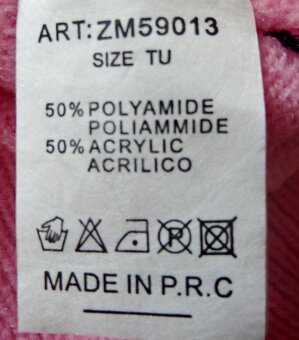 ART:ZM59013
SIZE TU
50% POLYAMIDE
POLIAMMIDE
50% ACRYLIC
ACRILICO
P
MADE IN P.R.C